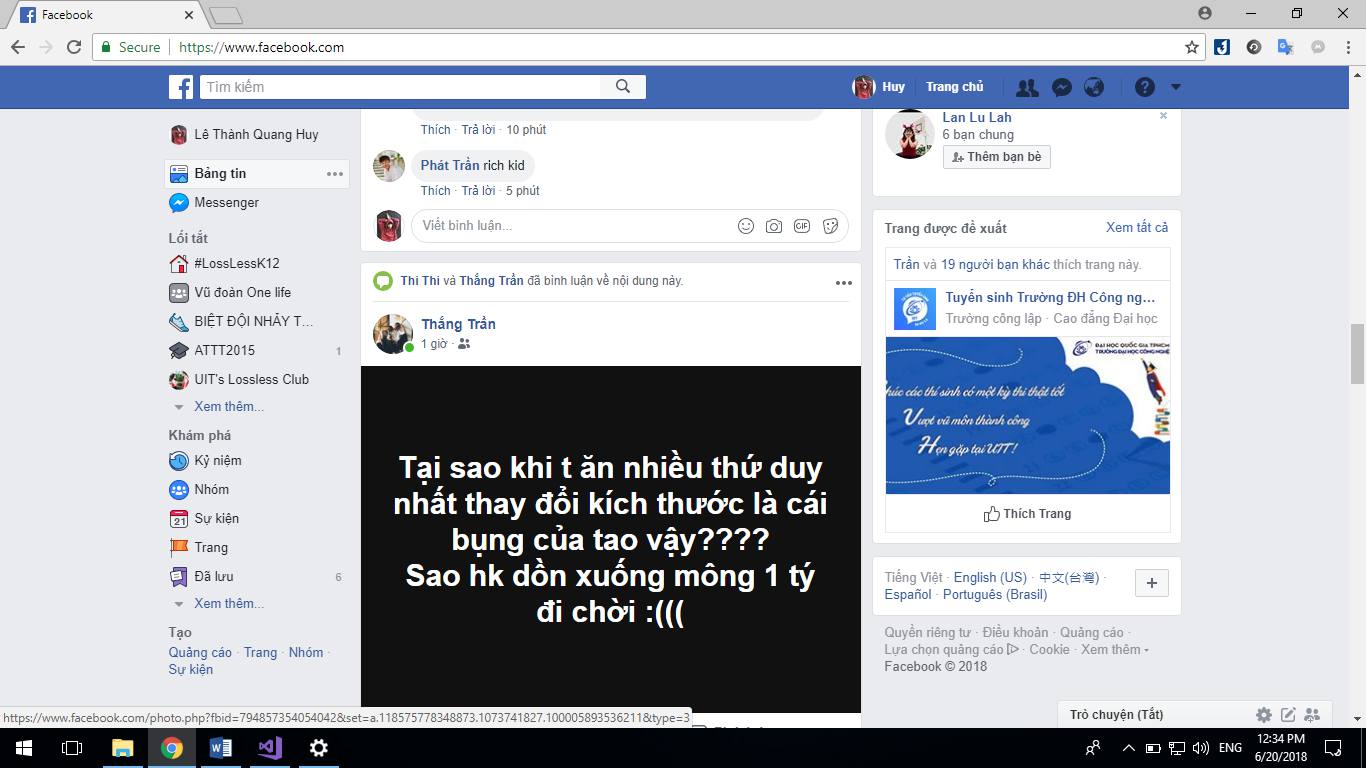 Facebook
Secure
https://www.facebook.com
Tìm kiếm
Huy
Trang chủ
Lê Thành Quang Huy
Bảng tin
Messenger
Lối tắt
#LossLessK12
Vũ đoàn One life
BIỆT ĐỘI NHẢY T...
ATTT2015 1
UIT's Lossless Club
Xem thêm...
Khám phá
Kỷ niệm
Nhóm
Sự kiện
21
Trang
Đã lưu 6
Xem thêm...
Tạo
Quảng cáo · Trang · Nhóm ·
Sự kiện
Thích · Trả lời · 10 phút
Phát Trần rich kid
Thích · Trả lời · 5 phút
Viết bình luận...
GIF
Thi Thi và Thắng Trần đã bình luận về nội dung này.
Thắng Trần
1 giờ ·
Tại sao khi t ăn nhiều thứ duy
nhất thay đổi kích thước là cái
bụng của tao vậy????
Sao hk dồn xuống mông 1 tý
đi chời :(((
Lan Lu Lah
6 bạn chung
Thêm bạn bè
Trang được đề xuất
Xem tất cả
Trần và 19 người bạn khác thích trang này.
Tuyển sinh Trường ĐH Công ng...
Trường công lập · Cao đẳng Đại học
ĐẠI HỌC QUỐC GIA TPHCM
TRƯỜNG ĐẠI HỌC CÔNG NGHỆ
húc các thí sinh có một kỳ thi thật tốt
Vượt vũ môn thành công
Hẹn gặp tại UIT!
Thích Trang
Tiếng Việt · English (US) · 中文(台灣) ·
Español · Português (Brasil)
Quyền riêng tư · Điều khoản · Quảng cáo ·
Lựa chọn quảng cáo · Cookie · Xem thêm
Facebook © 2018
Trò chuyện (Tắt)
https://www.facebook.com/photo.php?fbid=794857354054042&set=a.118575778348873.1073741827.100005893536211&type=3
ENG
12:34 PM
6/20/2018